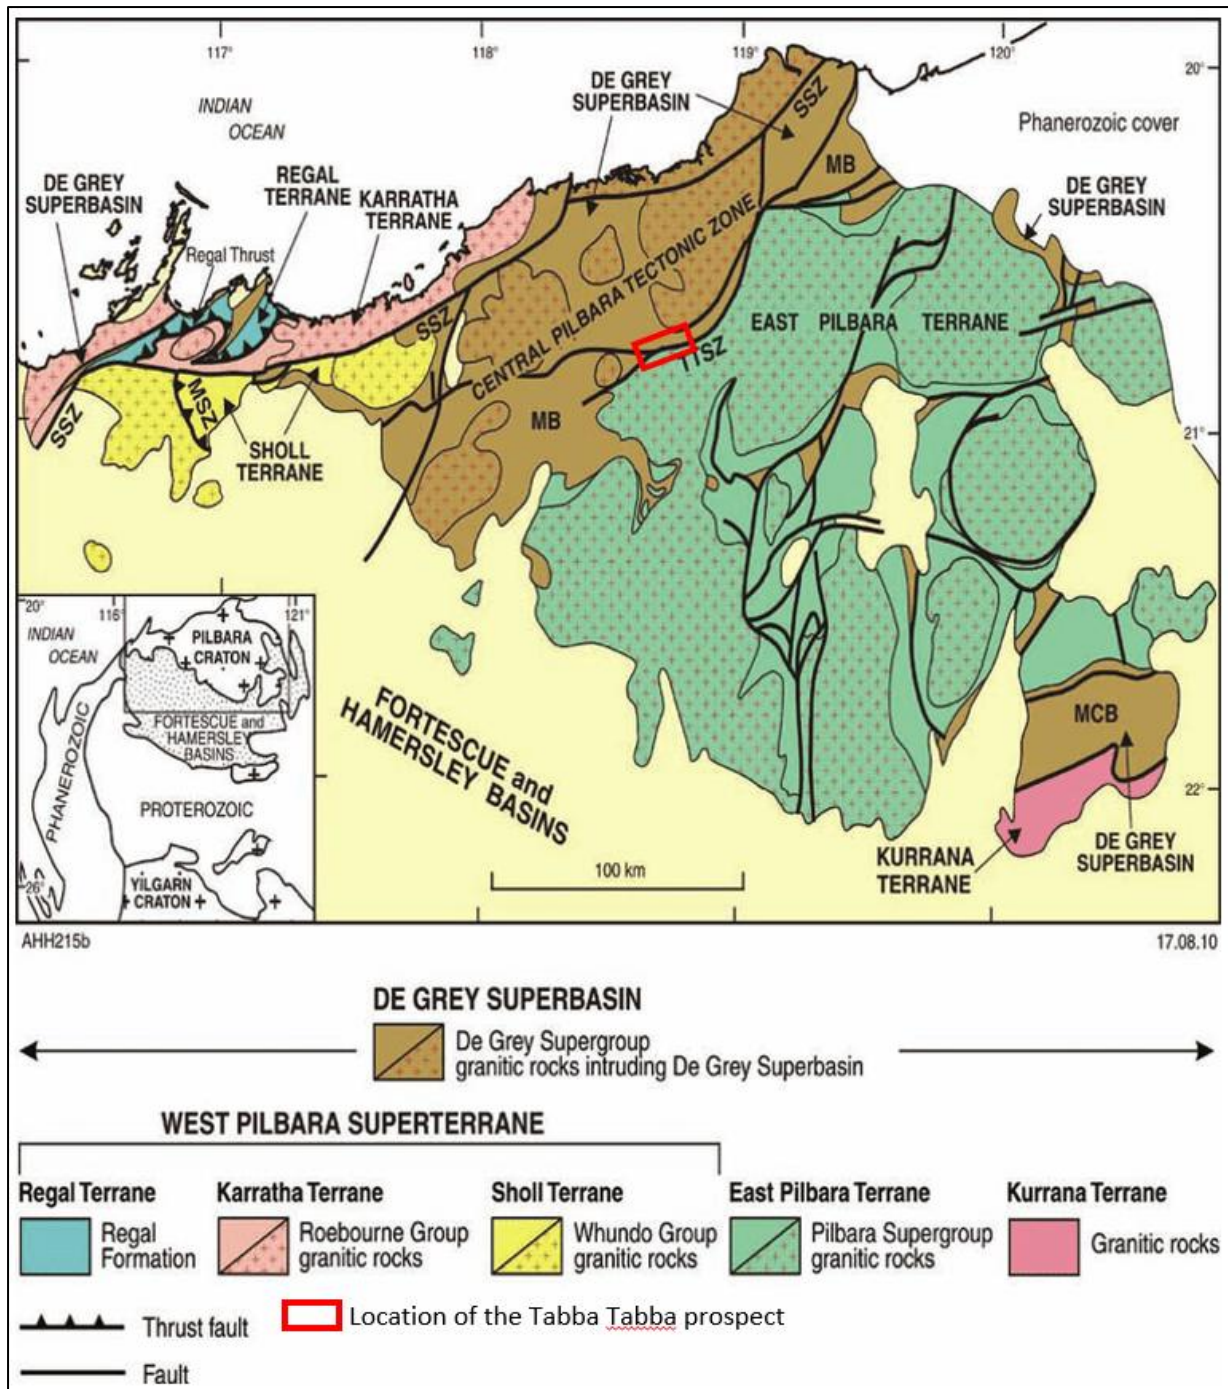 117°
118°
119°
120°
20°
INDIAN
OCEAN
DE GREY
SUPERBASIN
SSZ
Phanerozoic cover
MB
DE GREY
SUPERBASIN
REGAL
TERRANE
KARRATHA
TERRANE
DE GREY
SUPERBASIN
Regal Thrust
SSZ
CENTRAL PILBARA TECTONIC ZONE
EAST PILBARA TERRANE
TSZ
MSZ
SSZ
MB
SHOLL
TERRANE
21°
20°
116°
121°
INDIAN
OCEAN
PILBARA
CRATON
FORTESCUE and
HAMERSLEY
BASINS
PHANEROZOIC
PROTEROZOIC
26°
YILGARN
CRATON
FORTESCUE and
HAMERSLEY BASINS
MCB
22°
KURRANA
TERRANE
DE GREY
SUPERBASIN
100 km
AHH215b
17.08.10
DE GREY SUPERBASIN
De Grey Supergroup
granitic rocks intruding De Grey Superbasin
WEST PILBARA SUPERTERRANE
Regal Terrane
Karratha Terrane
Sholl Terrane
East Pilbara Terrane
Kurrana Terrane
Regal
Formation
Roebourne Group
granitic rocks
Whundo Group
granitic rocks
Pilbara Supergroup
granitic rocks
Granitic rocks
Thrust fault
Location of the Tabba Tabba prospect
Fault